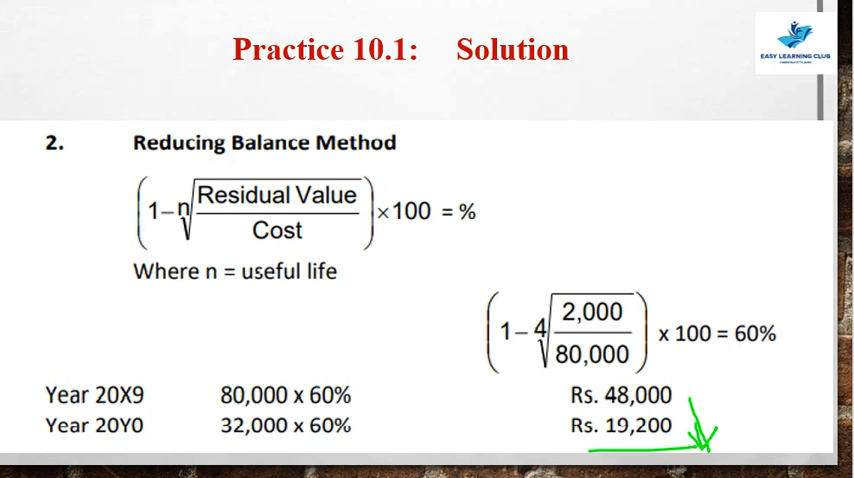 Practice 10.1: Solution
EASY LEARNING CLUB
2. Reducing Balance Method
(1 – n√(Residual Value / Cost)) × 100 = %
Where n = useful life
(1 – 4√(2,000 / 80,000)) x 100 = 60%
Year 20X9 80,000 x 60% Rs. 48,000
Year 20Y0 32,000 x 60% Rs. 19,200